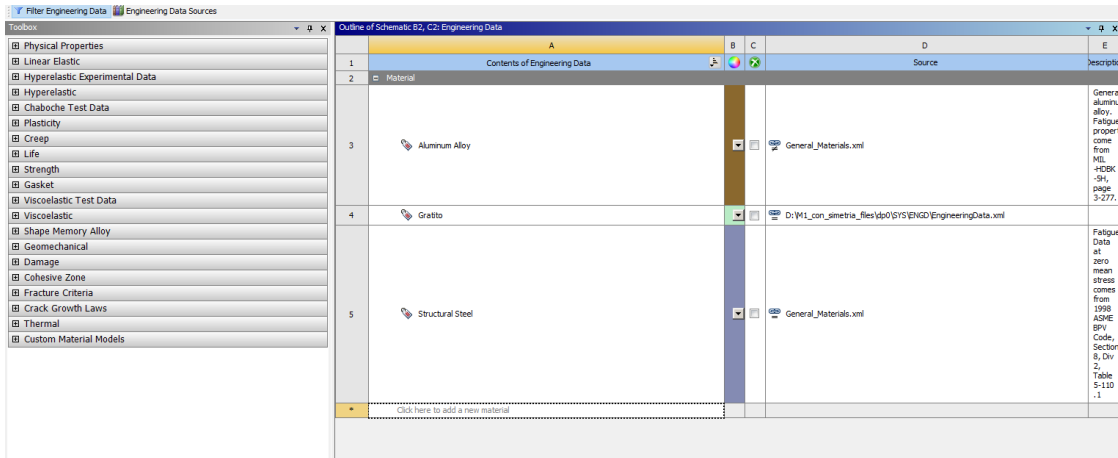 Filter Engineering Data Engineering Data Sources
Toolbox
Outline of Schematic B2, C2: Engineering Data
Physical Properties
Linear Elastic
Hyperelastic Experimental Data
Hyperelastic
Chaboche Test Data
Plasticity
Creep
Life
Strength
Gasket
Viscoelastic Test Data
Viscoelastic
Shape Memory Alloy
Geomechanical
Damage
Cohesive Zone
Fracture Criteria
Crack Growth Laws
Thermal
Custom Material Models
A B C D E
1 Contents of Engineering Data Source Descriptio
2 Material
3 Aluminum Alloy General_Materials.xml
Genera
aluminu
alloy.
Fatigue
propert
come
from
MIL
-HDBK
-5H,
page
3-277.
4 Gratito D:\M1_con_simetria_files\dp0\SYS\ENGD\EngineeringData.xml
5 Structural Steel General_Materials.xml
Fatigue
Data
at
zero
mean
stress
comes
from
1998
ASME
BPV
Code,
Section
8, Div
2,
Table
5-110
.1
* Click here to add a new material